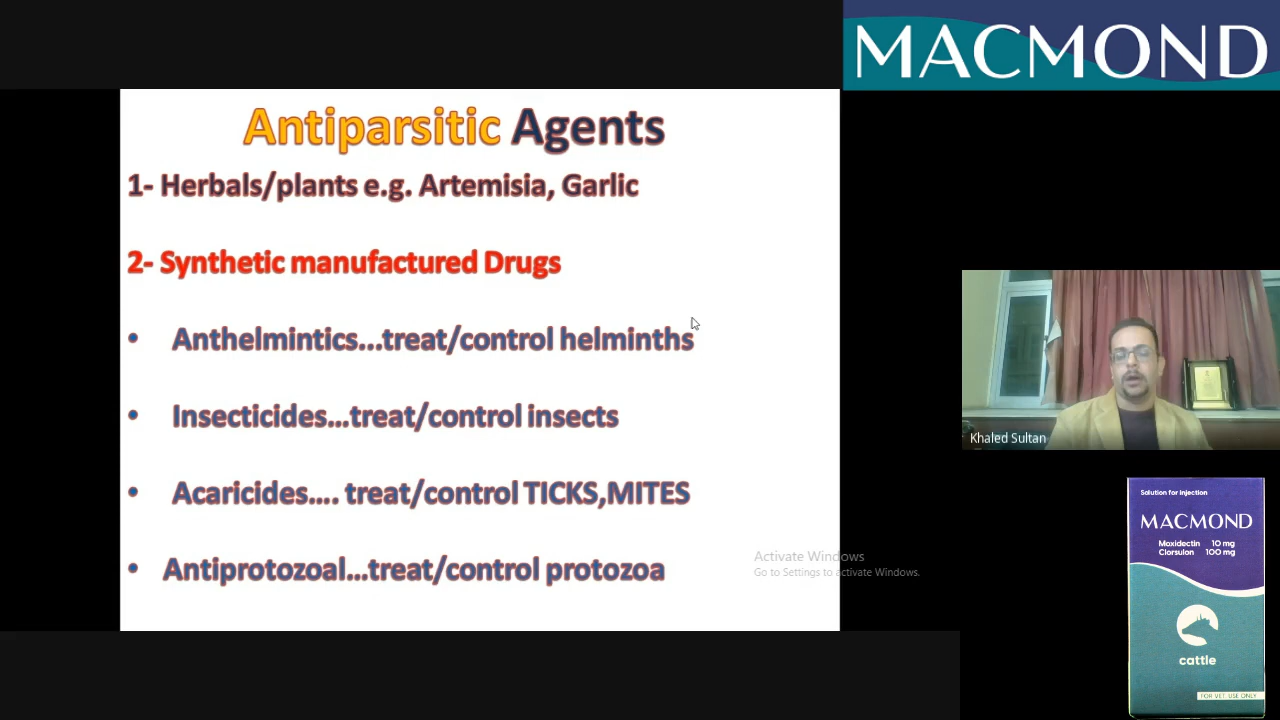 MACMOND
Antiparsitic Agents
1- Herbals/plants e.g. Artemisia, Garlic
2- Synthetic manufactured Drugs
• Anthelmintics...treat/control helminths
• Insecticides...treat/control insects
• Acaricides.... treat/control TICKS,MITES
• Antiprotozoal...treat/control protozoa
Activate Windows
Go to Settings to activate Windows.
Khaled Sultan
Solution for Injection
MACMOND
Moxidectin 10 mg
Clorsulon 100 mg
cattle
FOR VET. USE ONLY